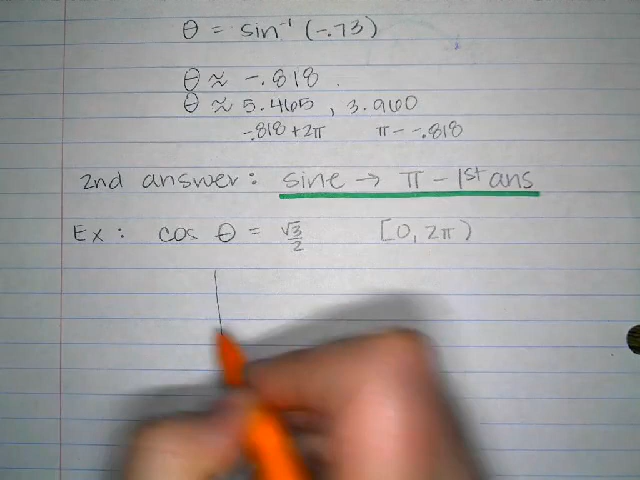 θ = sin⁻¹ (-.73)
θ ≈ -.818
θ ≈ 5.465 , 3.960
-.818+2π π--.818
2nd answer: sine → π - 1st ans
Ex: cos θ = √3/2 [0, 2π)